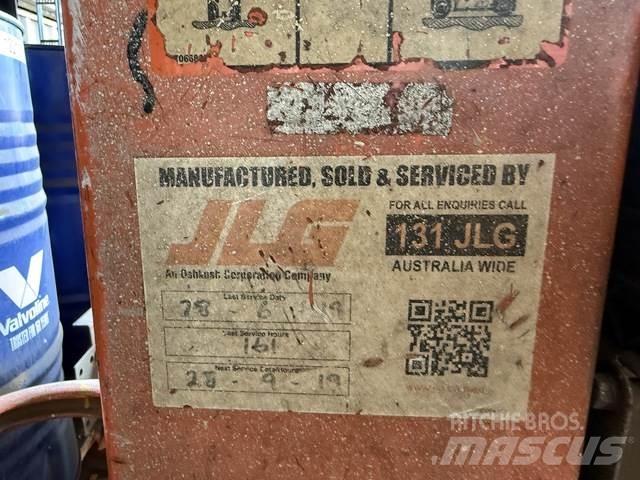 MANUFACTURED, SOLD & SERVICED BY
JLG
FOR ALL ENQUIRIES CALL
131 JLG
An Oshkosh Corporation Company
AUSTRALIA WIDE
Last Service Date
28 - 6 - 19
Last Service Hours
161
Next Service Date/Hours
28 - 9 - 19
Valvoline
RITCHIE BROS.
MASCUS